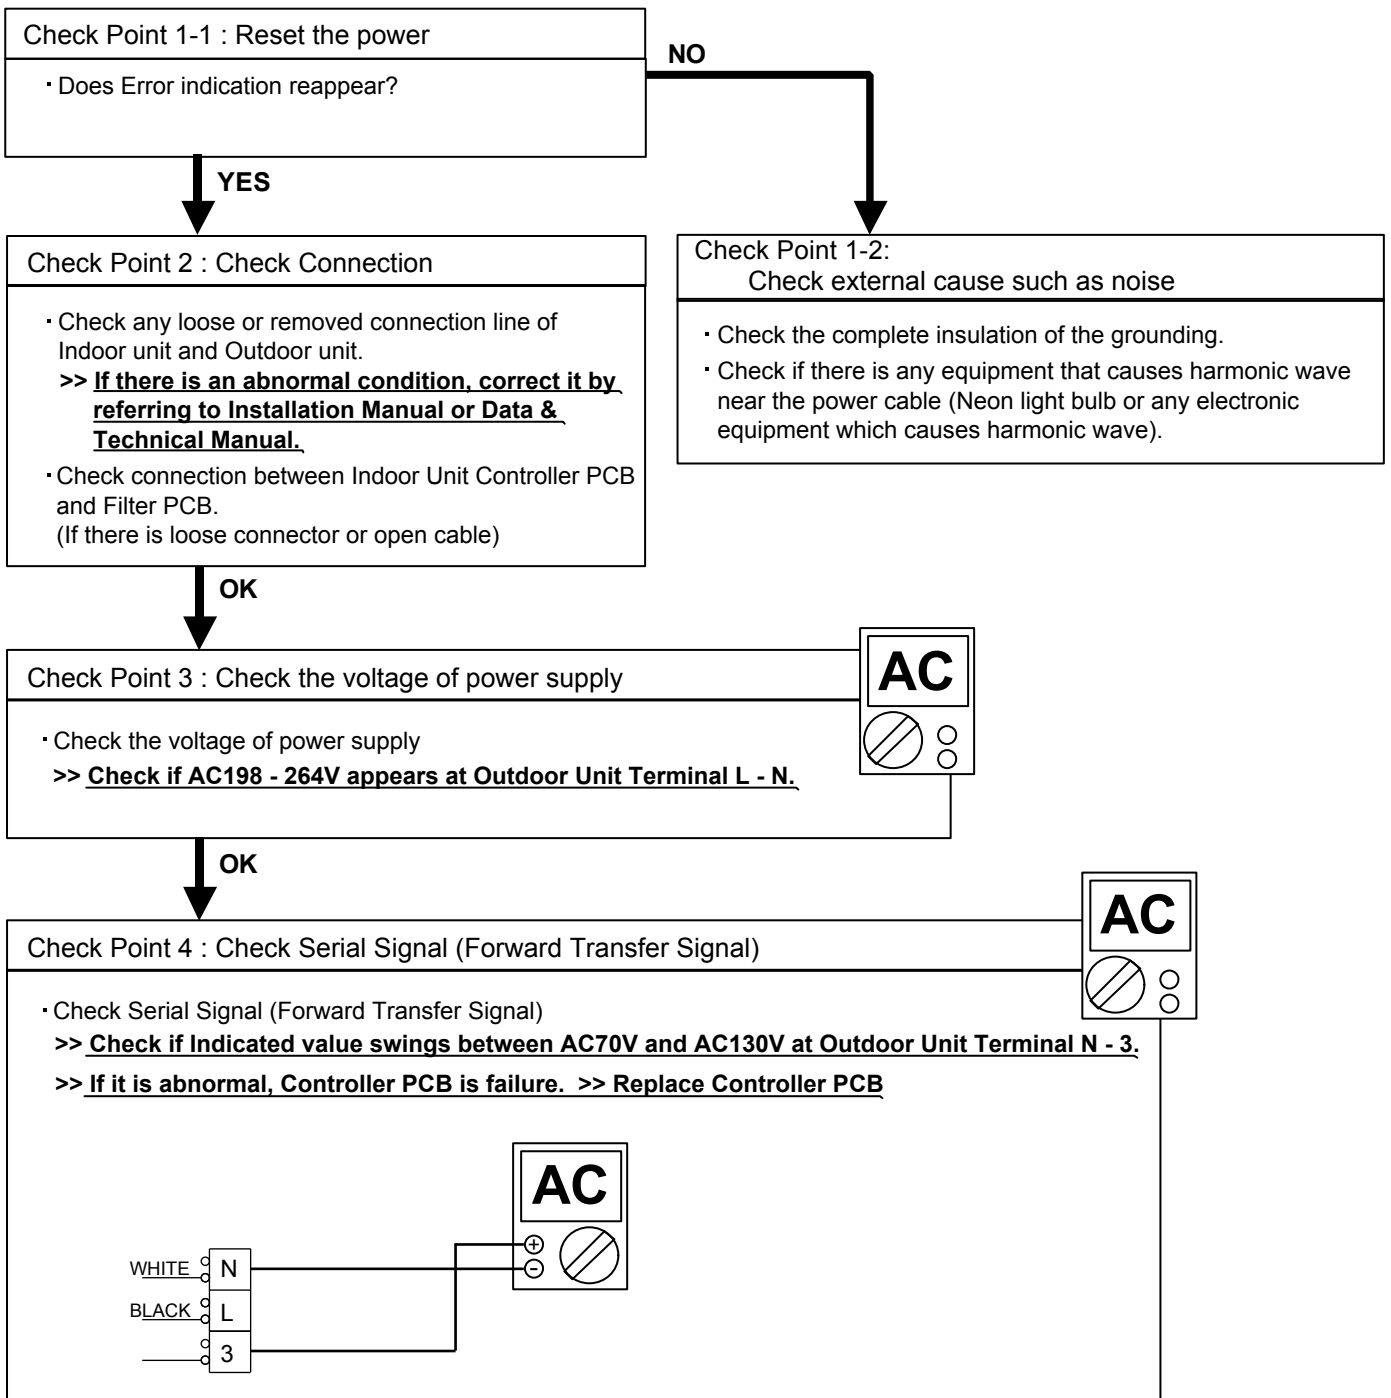 Check Point 1-1 : Reset the power
・Does Error indication reappear?
NO
YES
Check Point 2 : Check Connection
・Check any loose or removed connection line of
Indoor unit and Outdoor unit.
>> If there is an abnormal condition, correct it by
referring to Installation Manual or Data &
Technical Manual.
・Check connection between Indoor Unit Controller PCB
and Filter PCB.
(If there is loose connector or open cable)
Check Point 1-2:
Check external cause such as noise
・Check the complete insulation of the grounding.
・Check if there is any equipment that causes harmonic wave
near the power cable (Neon light bulb or any electronic
equipment which causes harmonic wave).
OK
Check Point 3 : Check the voltage of power supply
AC
・Check the voltage of power supply
>> Check if AC198 - 264V appears at Outdoor Unit Terminal L - N.
OK
Check Point 4 : Check Serial Signal (Forward Transfer Signal)
AC
・Check Serial Signal (Forward Transfer Signal)
>> Check if Indicated value swings between AC70V and AC130V at Outdoor Unit Terminal N - 3.
>> If it is abnormal, Controller PCB is failure. >> Replace Controller PCB
AC
+
-
WHITE N
BLACK L
3